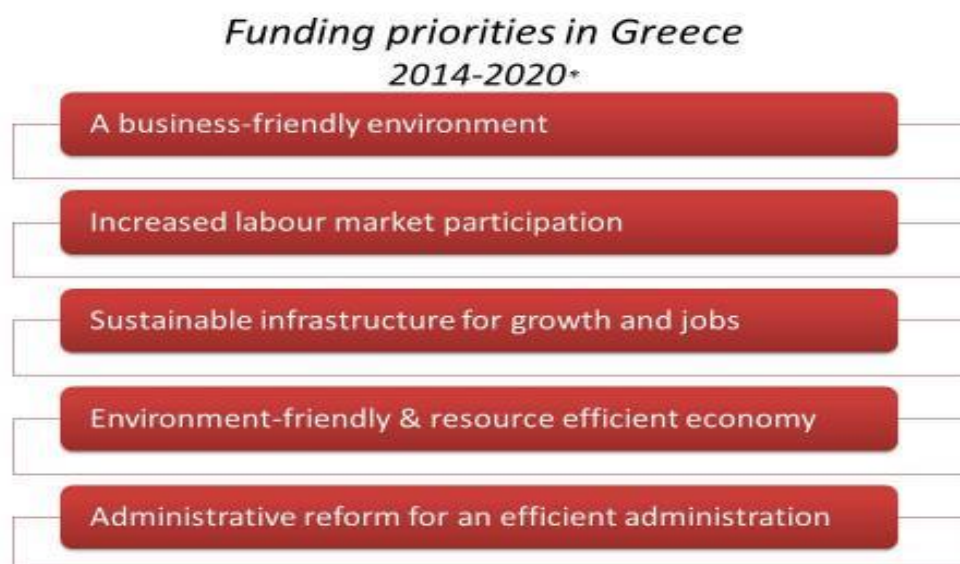 Funding priorities in Greece
2014-2020*
A business-friendly environment
Increased labour market participation
Sustainable infrastructure for growth and jobs
Environment-friendly & resource efficient economy
Administrative reform for an efficient administration